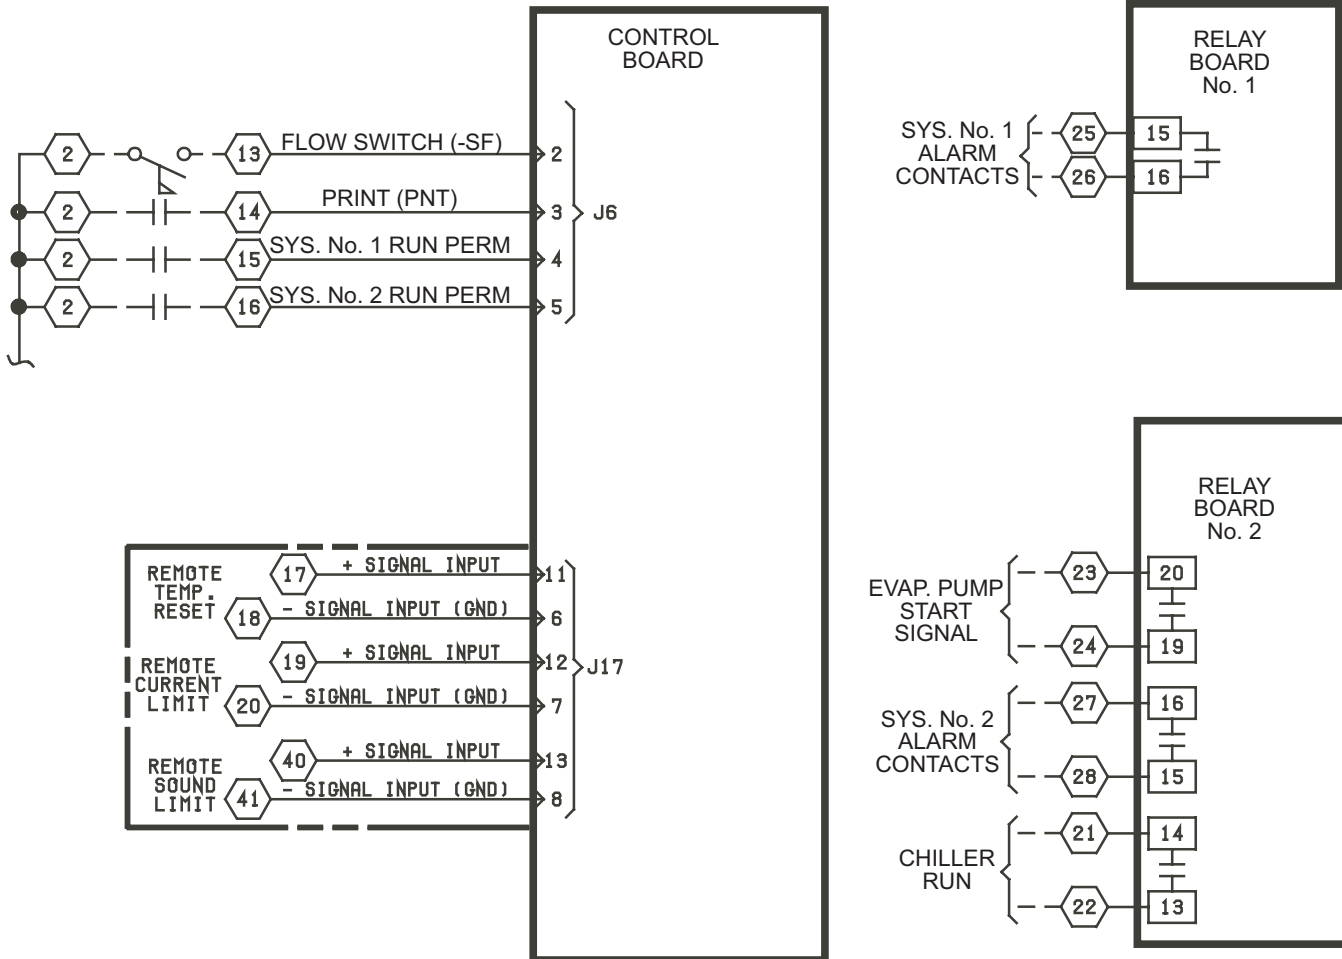 CONTROL
BOARD
2 13 FLOW SWITCH (-SF) 2
2 14 PRINT (PNT) 3
J6
2 15 SYS. No. 1 RUN PERM 4
2 16 SYS. No. 2 RUN PERM 5
REMOTE
TEMP.
RESET
17 + SIGNAL INPUT 11
18 - SIGNAL INPUT (GND) 6
REMOTE
CURRENT
LIMIT
19 + SIGNAL INPUT 12
J17
20 - SIGNAL INPUT (GND) 7
REMOTE
SOUND
LIMIT
40 + SIGNAL INPUT 13
41 - SIGNAL INPUT (GND) 8
RELAY
BOARD
No. 1
SYS. No. 1
ALARM
CONTACTS
25 15
26 16
RELAY
BOARD
No. 2
EVAP. PUMP
START
SIGNAL
23 20
24 19
SYS. No. 2
ALARM
CONTACTS
27 16
28 15
CHILLER
RUN
21 14
22 13